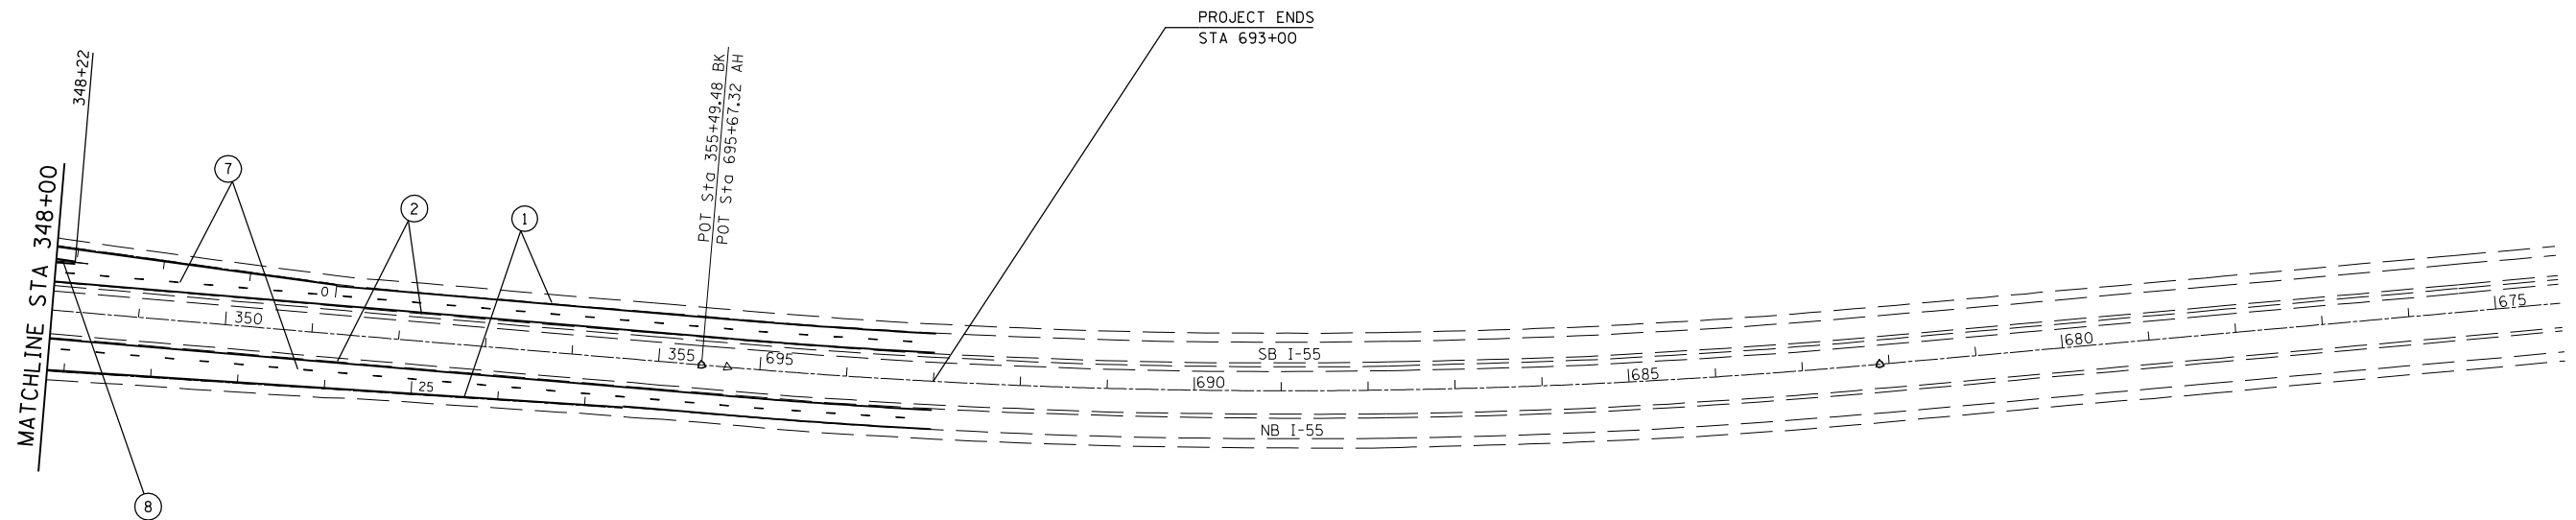 PROJECT ENDS
STA 693+00
348+22
POT Sta 355+49.48 BK
POT Sta 695+67.32 AH
7
2
1
MATCHLINE STA 348+00
0
350
355
695
25
SB I-55
690
685
680
675
NB I-55
8